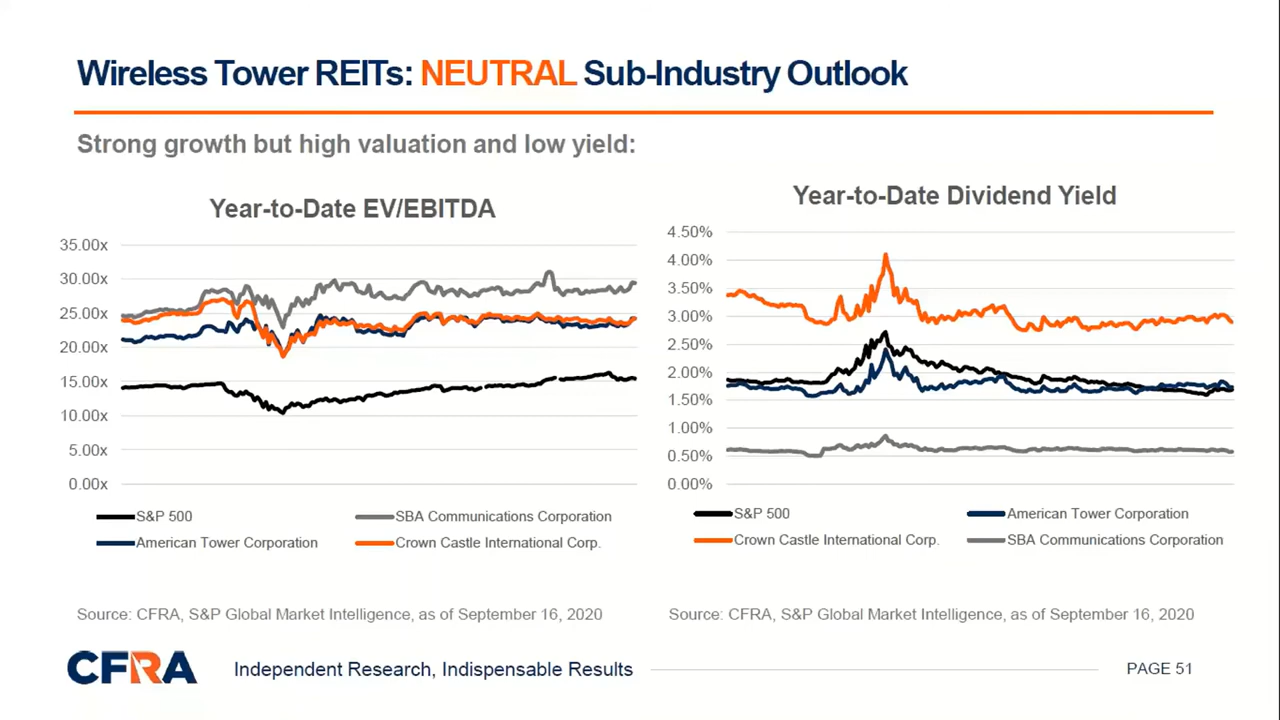 Wireless Tower REITs: NEUTRAL Sub-Industry Outlook
Strong growth but high valuation and low yield:
Year-to-Date EV/EBITDA
35.00x
30.00x
25.00x
20.00x
15.00x
10.00x
5.00x
0.00x
S&P 500
SBA Communications Corporation
American Tower Corporation
Crown Castle International Corp.
Source: CFRA, S&P Global Market Intelligence, as of September 16, 2020
Year-to-Date Dividend Yield
4.50%
4.00%
3.50%
3.00%
2.50%
2.00%
1.50%
1.00%
0.50%
0.00%
S&P 500
American Tower Corporation
Crown Castle International Corp.
SBA Communications Corporation
Source: CFRA, S&P Global Market Intelligence, as of September 16, 2020
CFRA
Independent Research, Indispensable Results
PAGE 51